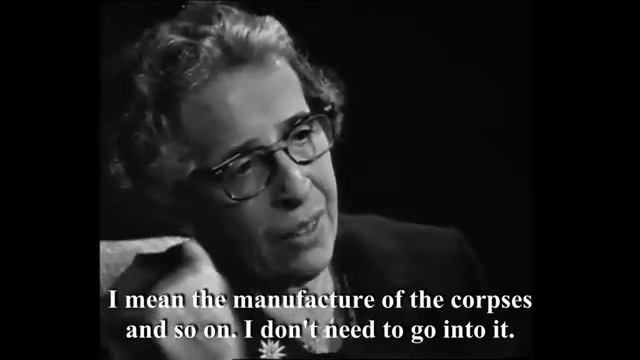 I mean the manufacture of the corpses
and so on. I don't need to go into it.